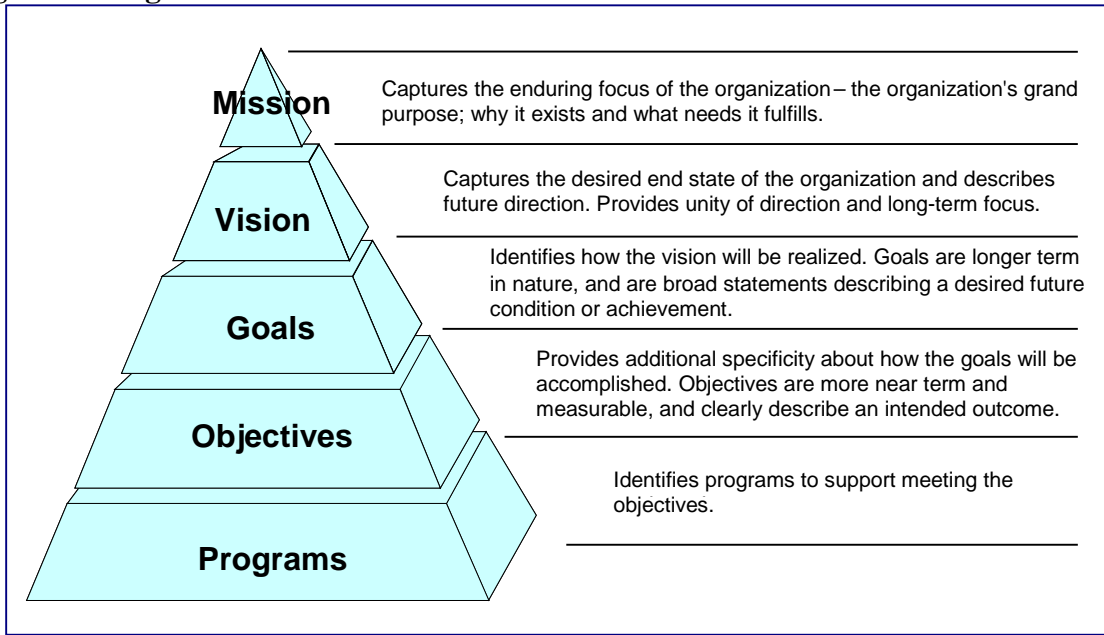 Mission
Captures the enduring focus of the organization – the organization's grand
purpose; why it exists and what needs it fulfills.
Vision
Captures the desired end state of the organization and describes
future direction. Provides unity of direction and long-term focus.
Goals
Identifies how the vision will be realized. Goals are longer term
in nature, and are broad statements describing a desired future
condition or achievement.
Objectives
Provides additional specificity about how the goals will be
accomplished. Objectives are more near term and
measurable, and clearly describe an intended outcome.
Programs
Identifies programs to support meeting the
objectives.